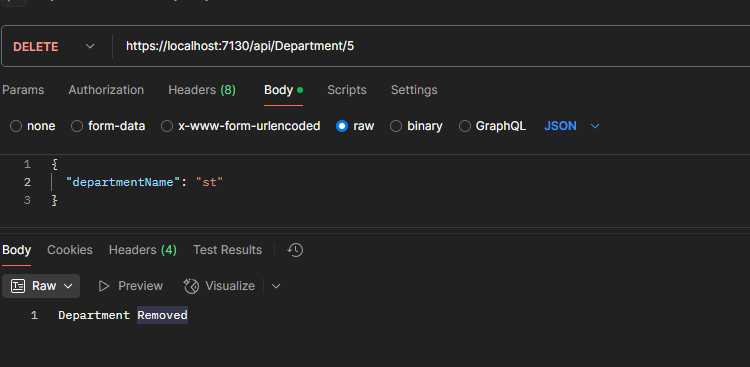 DELETE https://localhost:7130/api/Department/5
Params Authorization Headers (8) Body Scripts Settings
none form-data x-www-form-urlencoded raw binary GraphQL JSON
1 {
2 "departmentName": "st"
3 }
Body Cookies Headers (4) Test Results
Raw Preview Visualize
1 Department Removed